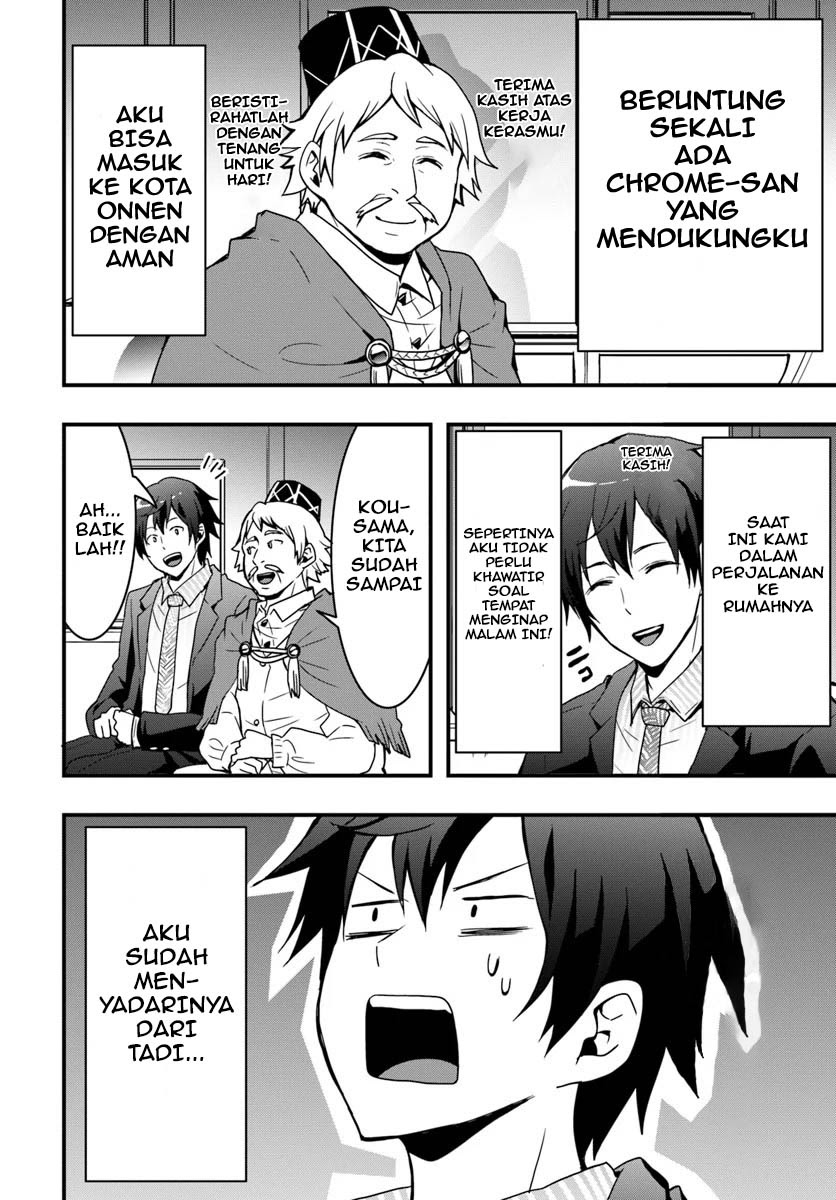 BERUNTUNG
SEKALI
ADA
CHROME-SAN
YANG
MENDUKUNGKU
TERIMA
KASIH ATAS
KERJA
KERASMU!
BERISTI-
RAHATLAH
DENGAN
TENANG
UNTUK
HARI!
AKU
BISA
MASUK
KE KOTA
ONNEN
DENGAN
AMAN
SAAT
INI KAMI
DALAM
PERJALANAN
KE
RUMAHNYA
TERIMA
KASIH!
SEPERTINYA
AKU TIDAK
PERLU
KHAWATIR
SOAL
TEMPAT
MENGINAP
MALAM INI!
KOU-
SAMA,
KITA
SUDAH
SAMPAI
AH...
BAIK
LAH!!
AKU
SUDAH
MEN-
YADARINYA
DARI
TADI...